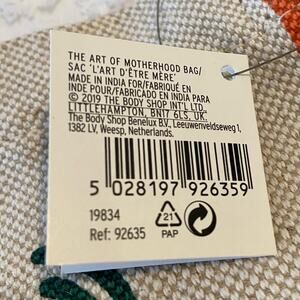 THE ART OF MOTHERHOOD BAG/
SAC 'L'ART D'ÊTRE MÈRE'
MADE IN INDIA FOR/FABRIQUÉ EN
INDE POUR/FABRICADO EN INDIA PARA
© 2019 THE BODY SHOP INT'L LTD.,
LITTLEHAMPTON, BN17 6LS, UK.
The Body Shop Benelux BV., Leeuwenveldseweg 1,
1382 LV, Weesp, Netherlands.
5 028197 926359
19834
Ref: 92635
21
PAP